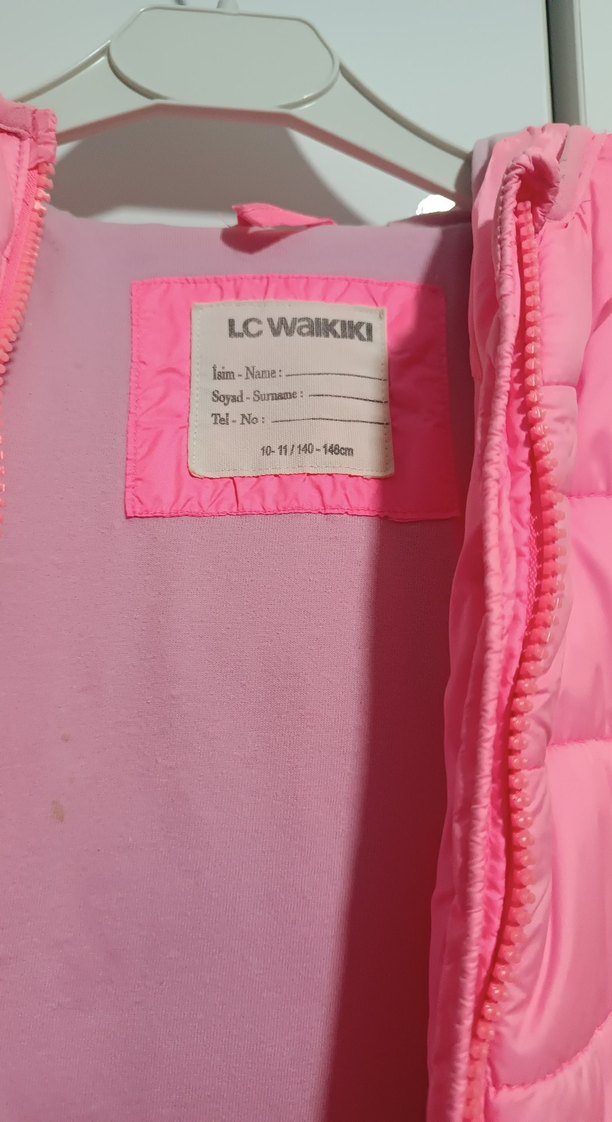 LC WAIKIKI
İsim - Name :
Soyad - Surname :
Tel - No :
10- 11 / 140 - 146cm